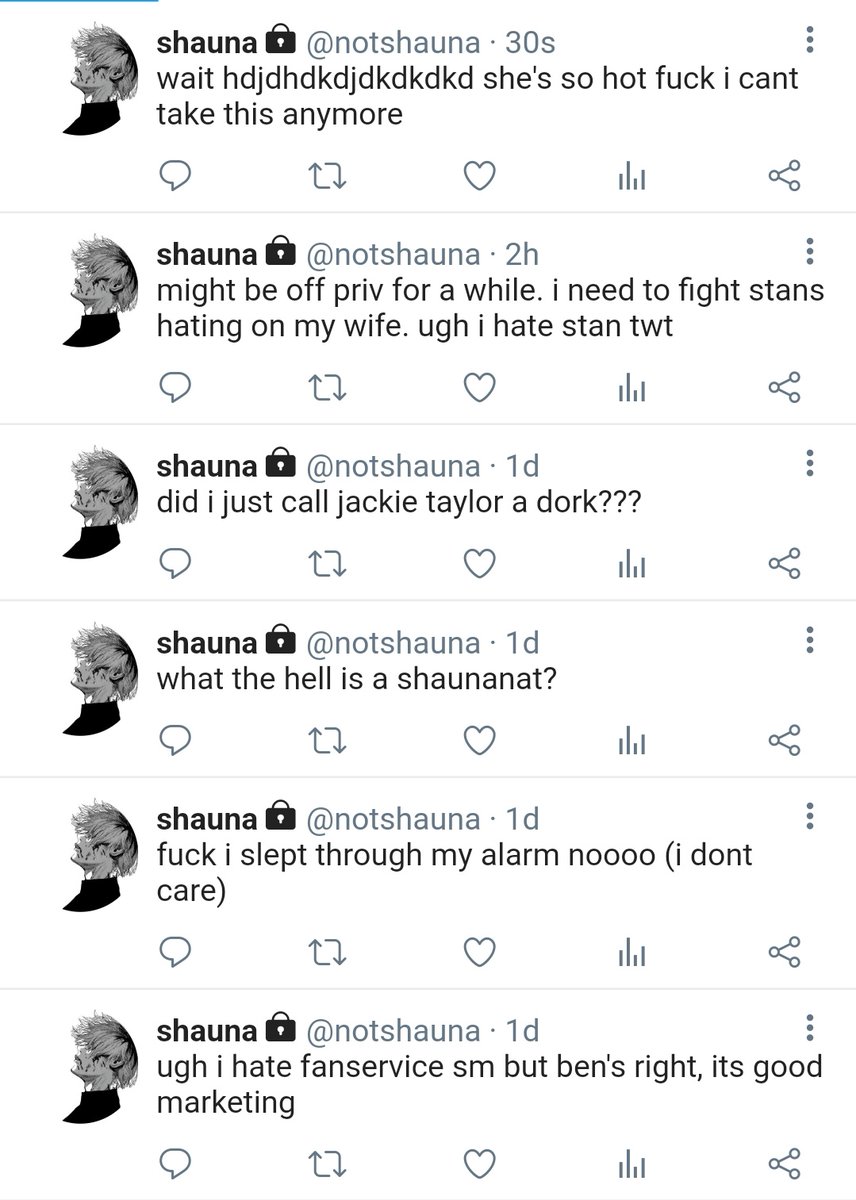 shauna @notshauna · 30s
wait hdjdhdkdjdkdkdkd she's so hot fuck i cant
take this anymore
shauna @notshauna · 2h
might be off priv for a while. i need to fight stans
hating on my wife. ugh i hate stan twt
shauna @notshauna · 1d
did i just call jackie taylor a dork???
shauna @notshauna · 1d
what the hell is a shaunanat?
shauna @notshauna · 1d
fuck i slept through my alarm noooo (i dont
care)
shauna @notshauna · 1d
ugh i hate fanservice sm but ben's right, its good
marketing